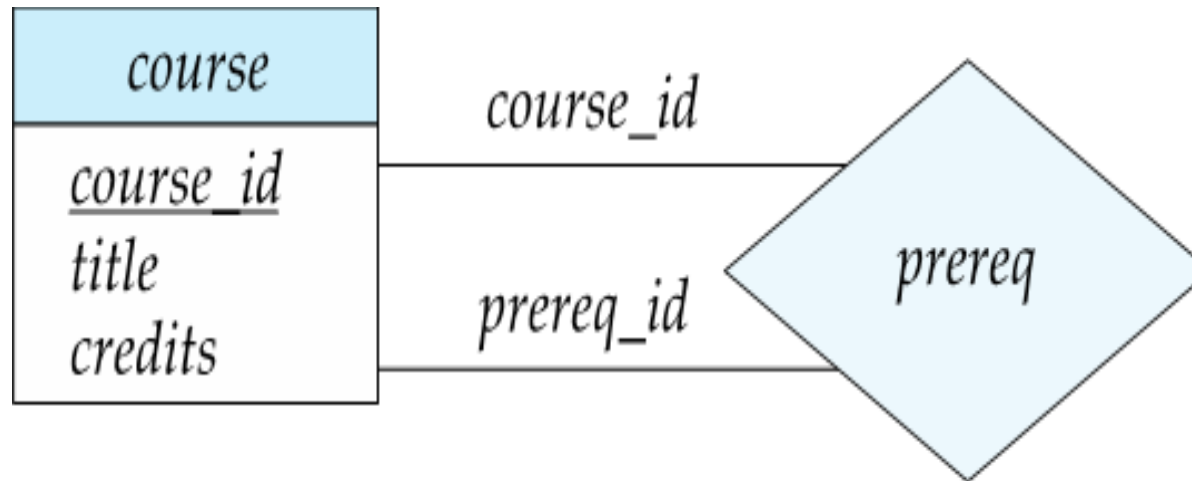 course
course_id
title
credits
course_id
prereq_id
prereq